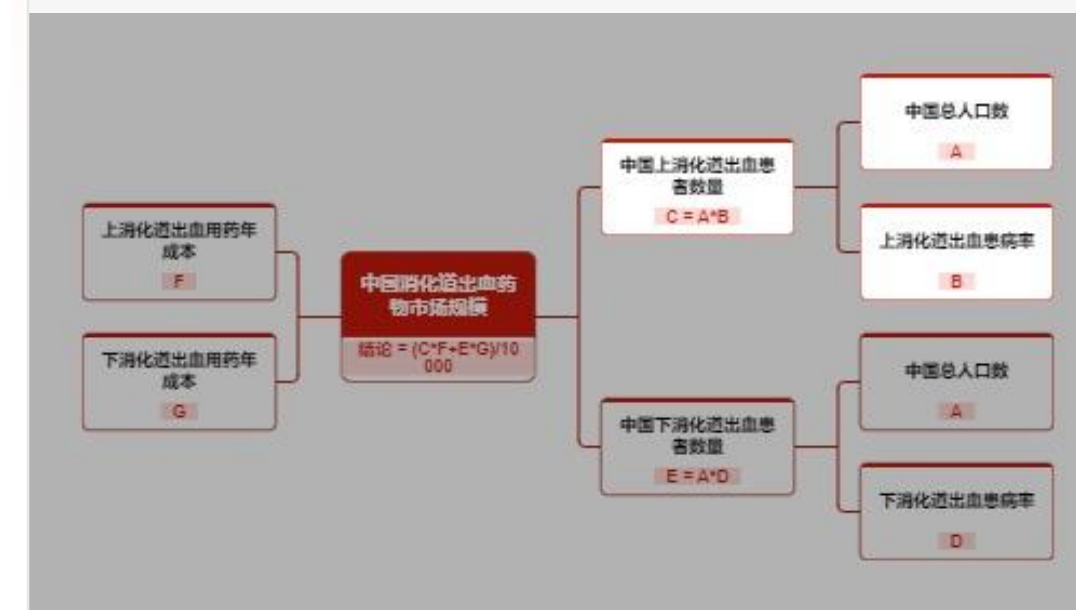 中国总人口数
A
中国上消化道出血患
者数量
C = A*B
上消化道出血用药年
成本
F
上消化道出血患病率
B
中国消化道出血药
物市场规模
结论 = (C*F+E*G)/10
000
下消化道出血用药年
成本
G
中国总人口数
A
中国下消化道出血患
者数量
E = A*D
下消化道出血患病率
D